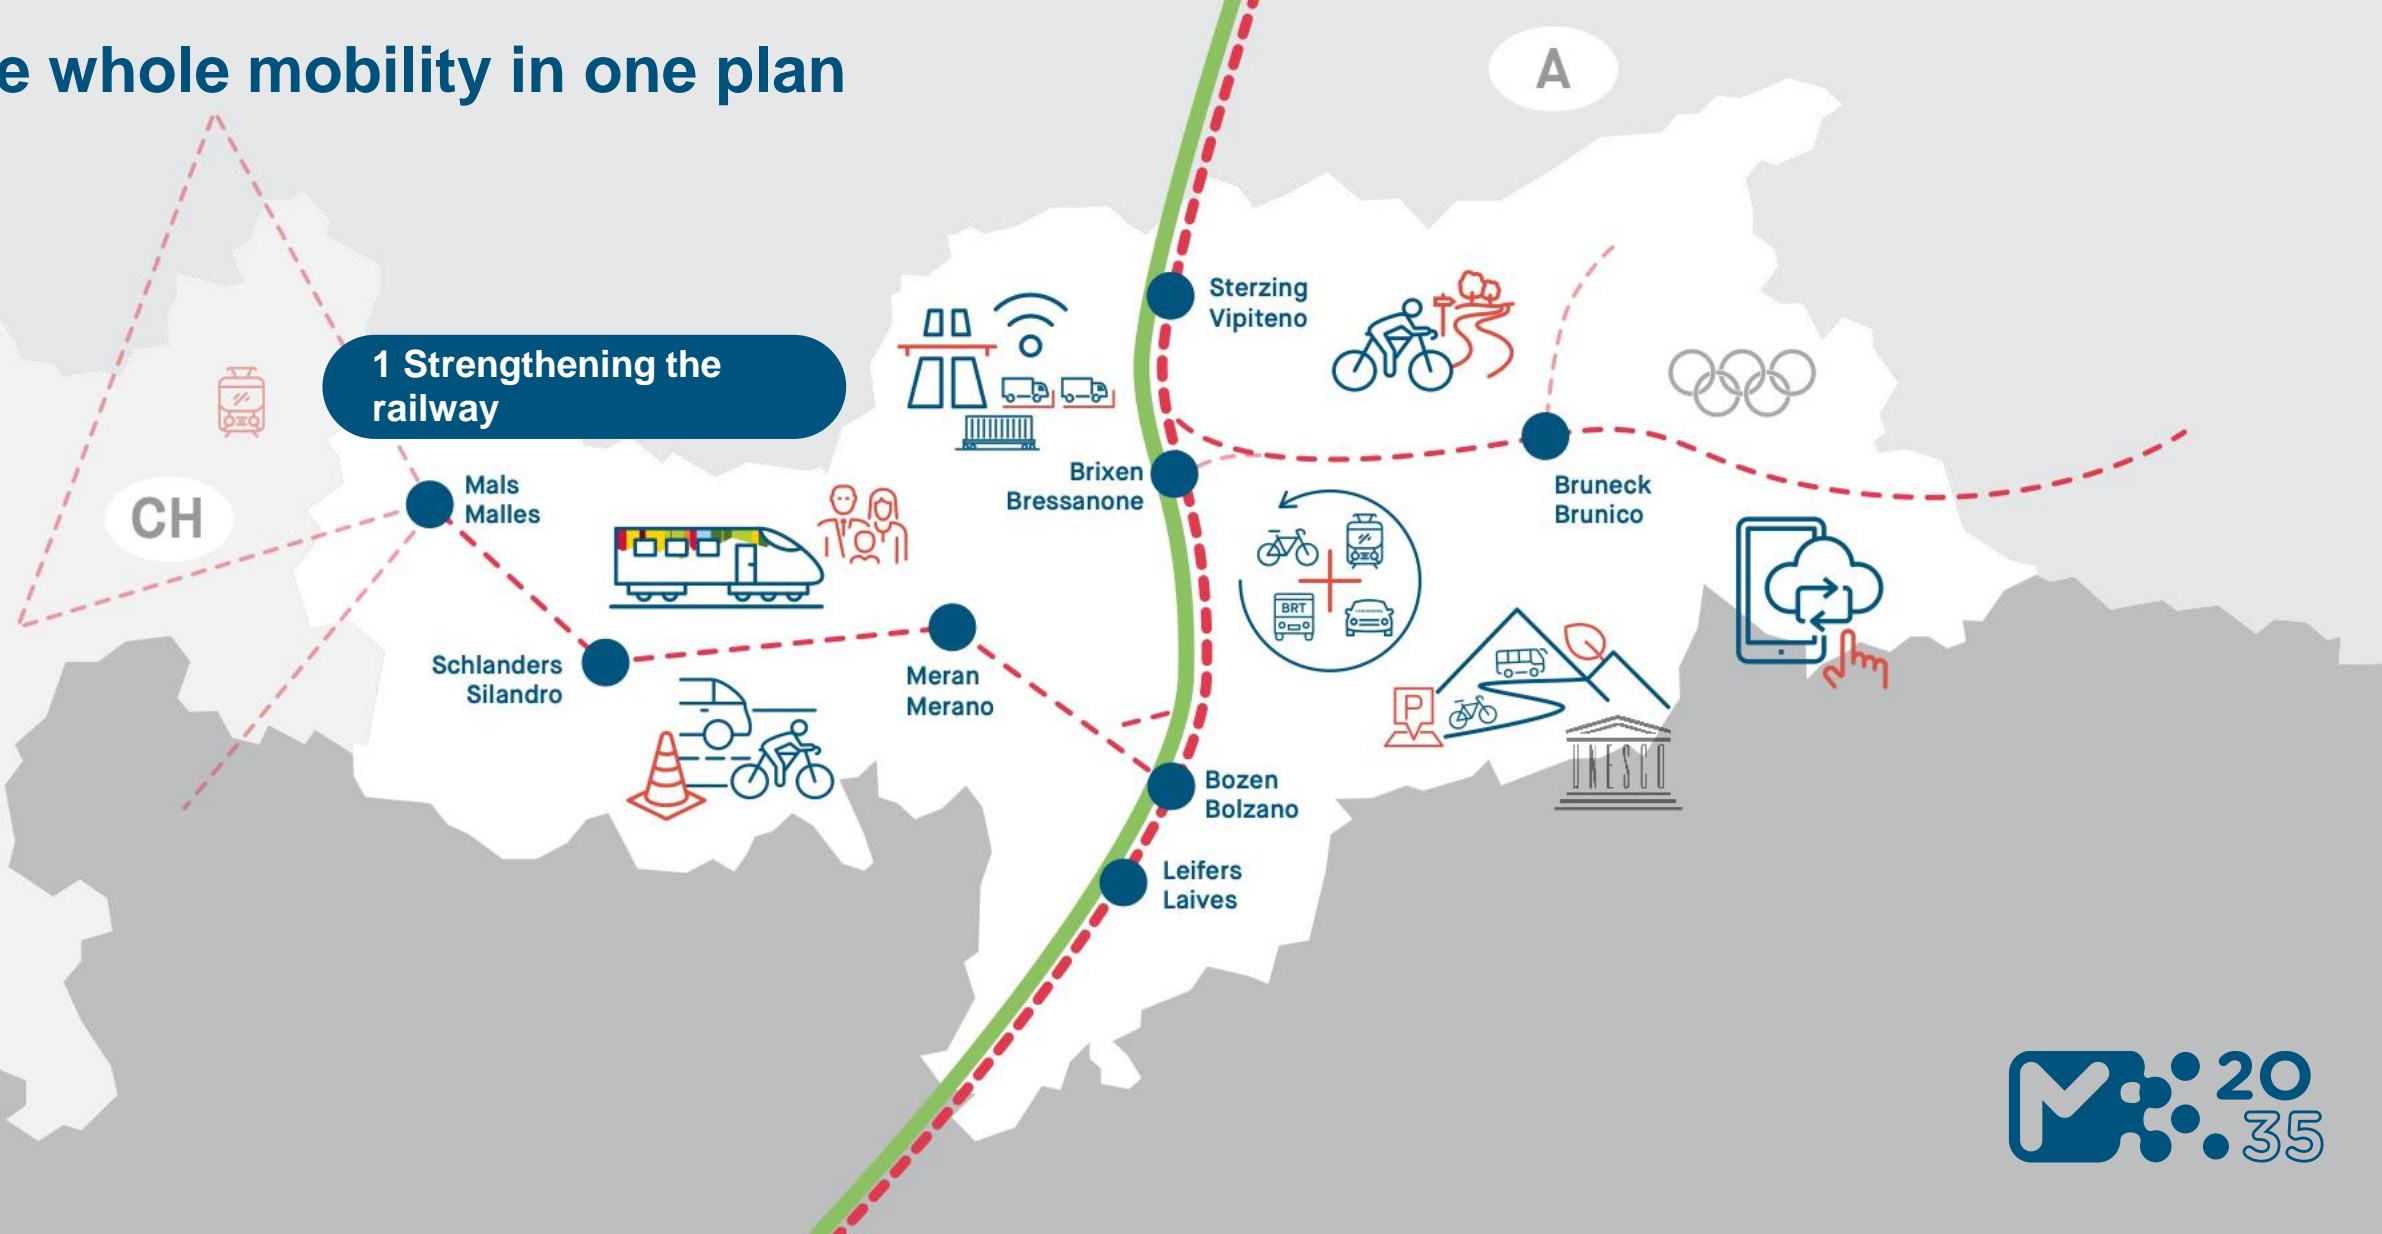 e whole mobility in one plan
A
Sterzing
Vipiteno
1 Strengthening the
railway
Brixen
Bressanone
Mals
Malles
CH
Bruneck
Brunico
BRT
Schlanders
Silandro
Meran
Merano
P
UNESCO
Bozen
Bolzano
Leifers
Laives
M
20
35